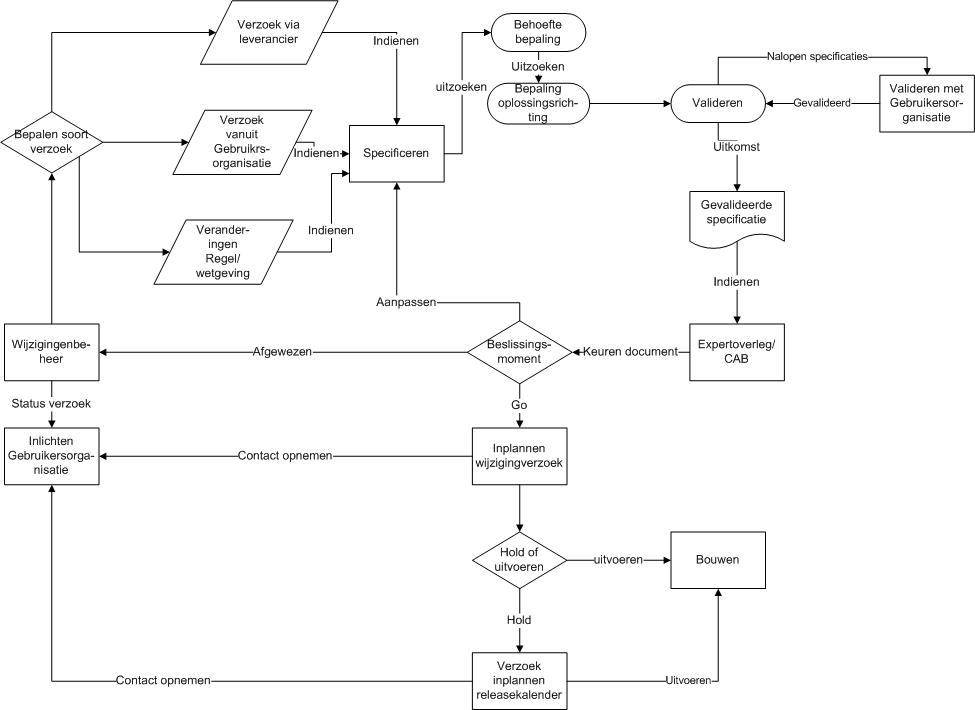 Verzoek via
leverancier
Indienen
Behoefte
bepaling
Uitzoeken
uitzoeken
Bepaling
oplossingsrich-
ting
Nalopen specificaties
Valideren
Gevalideerd
Valideren met
Gebruikersor-
ganisatie
Bepalen soort
verzoek
Verzoek
vanuit
Gebruikrs-
organisatie
Indienen
Specificeren
Uitkomst
Gevalideerde
specificatie
Verander-
ingen
Regel/
wetgeving
Indienen
Indienen
Aanpassen
Wijzigingenbe-
heer
Afgewezen
Beslissings-
moment
Keuren document
Expertoverleg/
CAB
Status verzoek
Go
Inlichten
Gebruikersorga-
nisatie
Contact opnemen
Inplannen
wijzigingverzoek
Hold of
uitvoeren
uitvoeren
Bouwen
Hold
Contact opnemen
Verzoek
inplannen
releasekalender
Uitvoeren